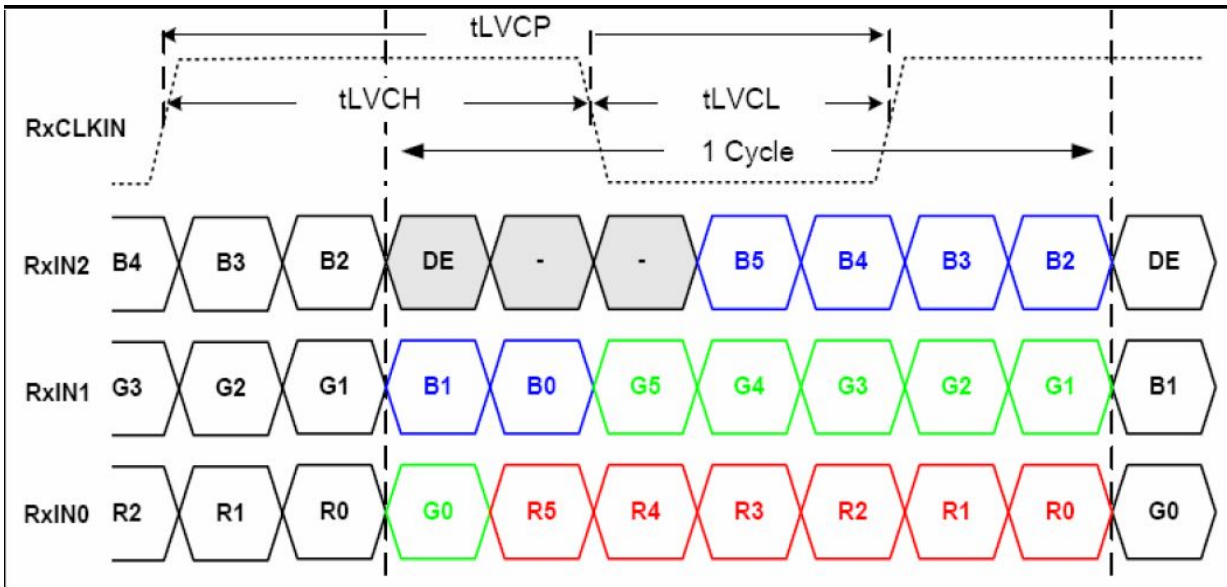 tLVCP
tLVCH tLVCL
RxCLKIN
1 Cycle
RxIN2 B4 B3 B2 DE - - B5 B4 B3 B2 DE
RxIN1 G3 G2 G1 B1 B0 G5 G4 G3 G2 G1 B1
RxIN0 R2 R1 R0 G0 R5 R4 R3 R2 R1 R0 G0